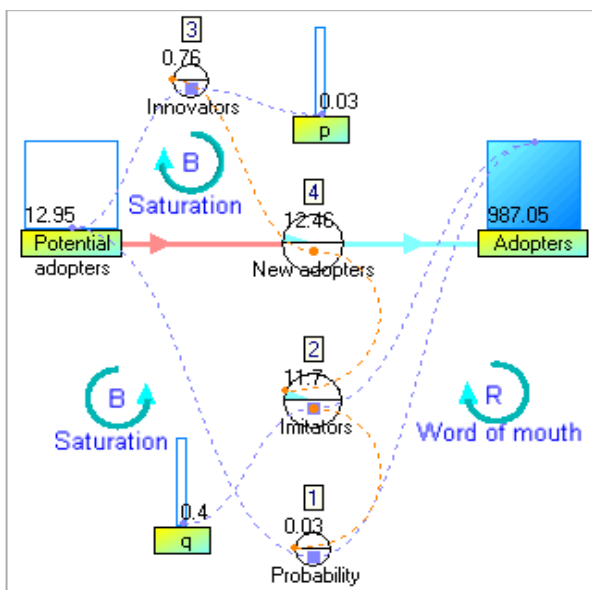 3
0.76
Innovators
0.03
p
B
Saturation
12.95
Potential
adopters
4
12.46
New adopters
987.05
Adopters
2
11.7
Imitators
B
Saturation
R
Word of mouth
0.4
q
1
0.03
Probability